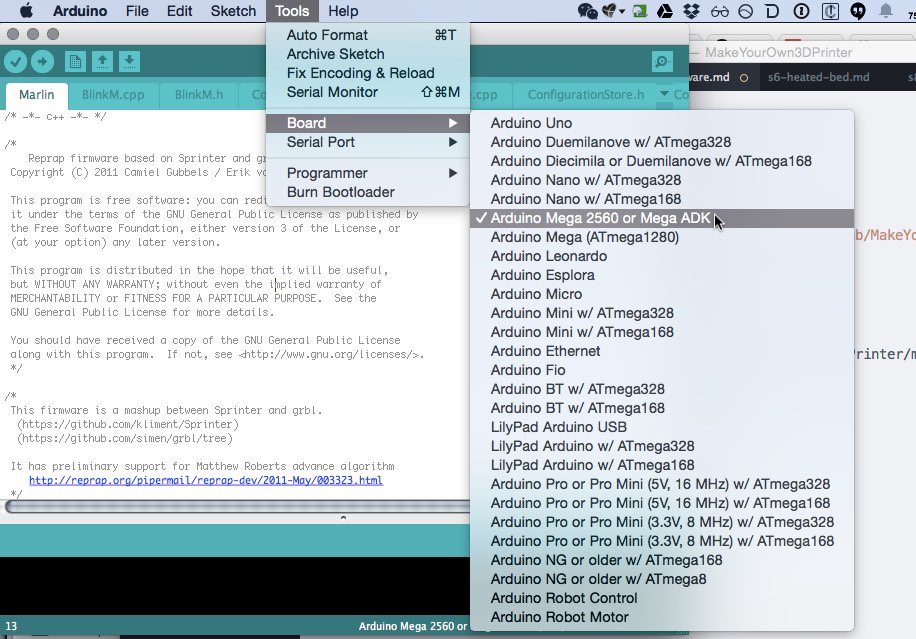 Arduino File Edit Sketch Tools Help
Auto Format ⌘T
Archive Sketch
Fix Encoding & Reload
Serial Monitor ⇧⌘M
Board
Serial Port
Programmer
Burn Bootloader
MakeYourOwn3DPrinter
ware.md s6-heated-bed.md
Marlin BlinkM.cpp BlinkM.h Co .cpp ConfigurationStore.h Co
Arduino Uno
Arduino Duemilanove w/ ATmega328
Arduino Diecimila or Duemilanove w/ ATmega168
Arduino Nano w/ ATmega328
Arduino Nano w/ ATmega168
✓ Arduino Mega 2560 or Mega ADK
Arduino Mega (ATmega1280)
Arduino Leonardo
Arduino Esplora
Arduino Micro
Arduino Mini w/ ATmega328
Arduino Mini w/ ATmega168
Arduino Ethernet
Arduino Fio
Arduino BT w/ ATmega328
Arduino BT w/ ATmega168
LilyPad Arduino USB
LilyPad Arduino w/ ATmega328
LilyPad Arduino w/ ATmega168
Arduino Pro or Pro Mini (5V, 16 MHz) w/ ATmega328
Arduino Pro or Pro Mini (5V, 16 MHz) w/ ATmega168
Arduino Pro or Pro Mini (3.3V, 8 MHz) w/ ATmega328
Arduino Pro or Pro Mini (3.3V, 8 MHz) w/ ATmega168
Arduino NG or older w/ ATmega168
Arduino NG or older w/ ATmega8
Arduino Robot Control
Arduino Robot Motor
/* -*- c++ -*- */
/*
Reprap firmware based on Sprinter and gr
Copyright (C) 2011 Camiel Gubbels / Erik vo
This program is free software: you can redi
it under the terms of the GNU General Public License as published by
the Free Software Foundation, either version 3 of the License, or
(at your option) any later version.
This program is distributed in the hope that it will be useful,
but WITHOUT ANY WARRANTY; without even the implied warranty of
MERCHANTABILITY or FITNESS FOR A PARTICULAR PURPOSE.  See the
GNU General Public License for more details.
You should have received a copy of the GNU General Public License
along with this program.  If not, see <http://www.gnu.org/licenses/>.
*/
/*
This firmware is a mashup between Sprinter and grbl.
(https://github.com/kliment/Sprinter)
(https://github.com/simen/grbl/tree)
It has preliminary support for Matthew Roberts advance algorithm
http://reprap.org/pipermail/reprap-dev/2011-May/003323.html
*/
b/MakeYo
rinter/m
13 Arduino Mega 2560 or